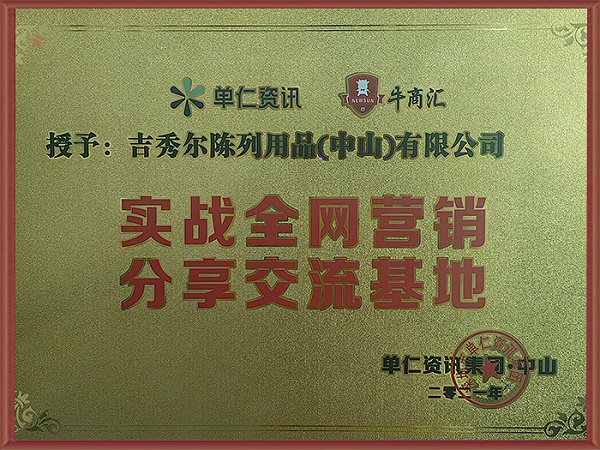 单仁资讯 NEWSUN 牛商汇
授予：吉秀尔陈列用品(中山)有限公司
实战全网营销
分享交流基地
单仁资讯集团·中山
二零二一年